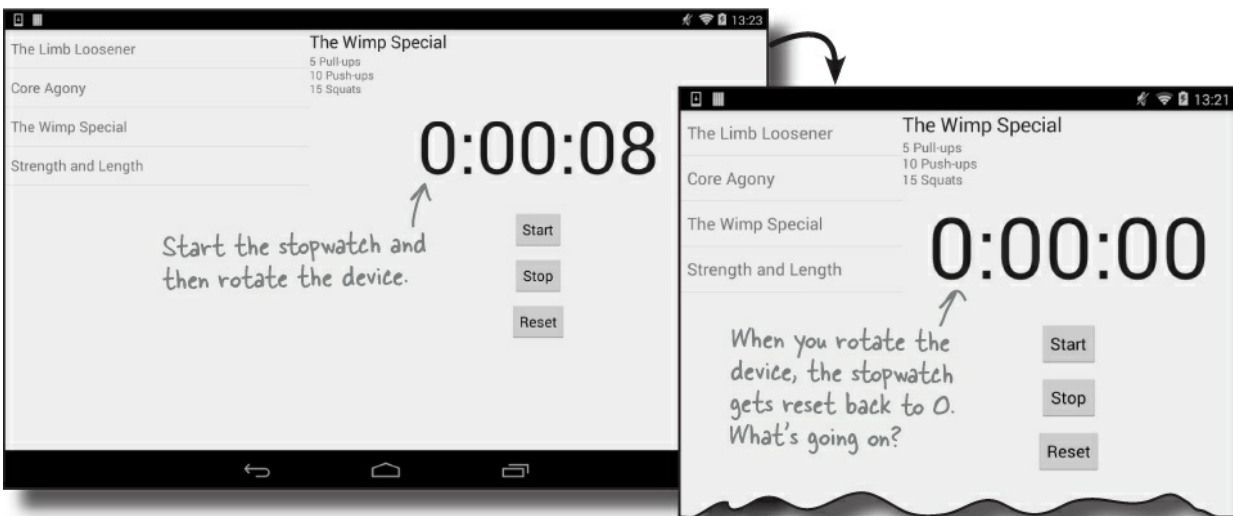 13:23
The Limb Loosener
Core Agony
The Wimp Special
Strength and Length
The Wimp Special
5 Pull-ups
10 Push-ups
15 Squats
0:00:08
Start the stopwatch and
then rotate the device.
Start
Stop
Reset
13:21
The Limb Loosener
Core Agony
The Wimp Special
Strength and Length
The Wimp Special
5 Pull-ups
10 Push-ups
15 Squats
0:00:00
When you rotate the
device, the stopwatch
gets reset back to 0.
What's going on?
Start
Stop
Reset